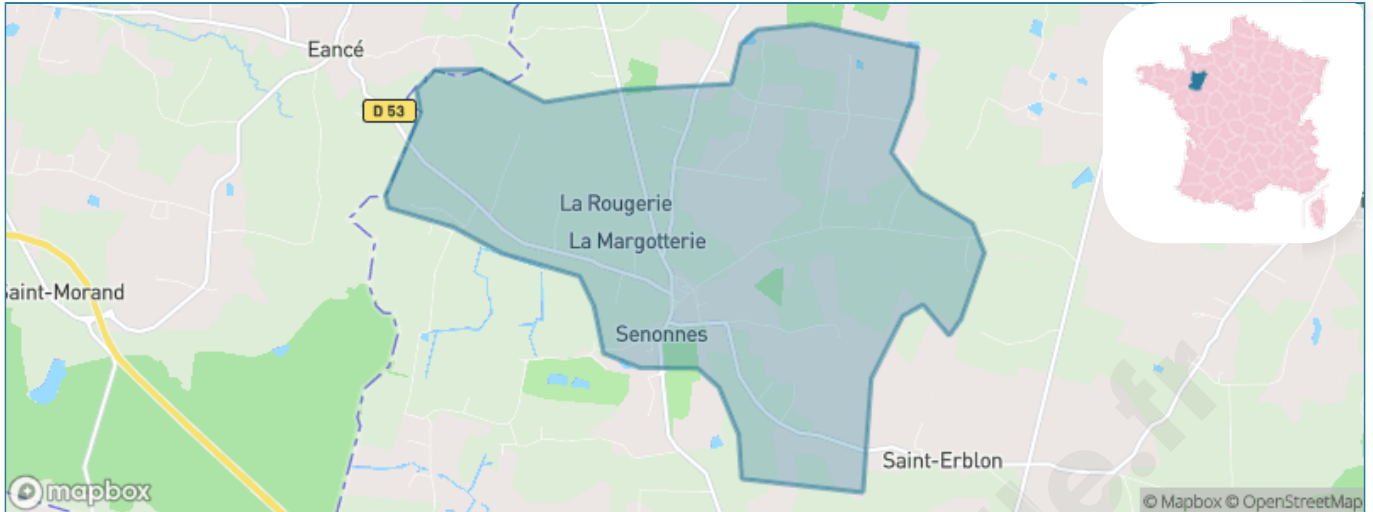 Eancé
D 53
La Rougerie
La Margotterie
Saint-Morand
Senonnes
Saint-Erblon
mapbox
© Mapbox © OpenStreetMap